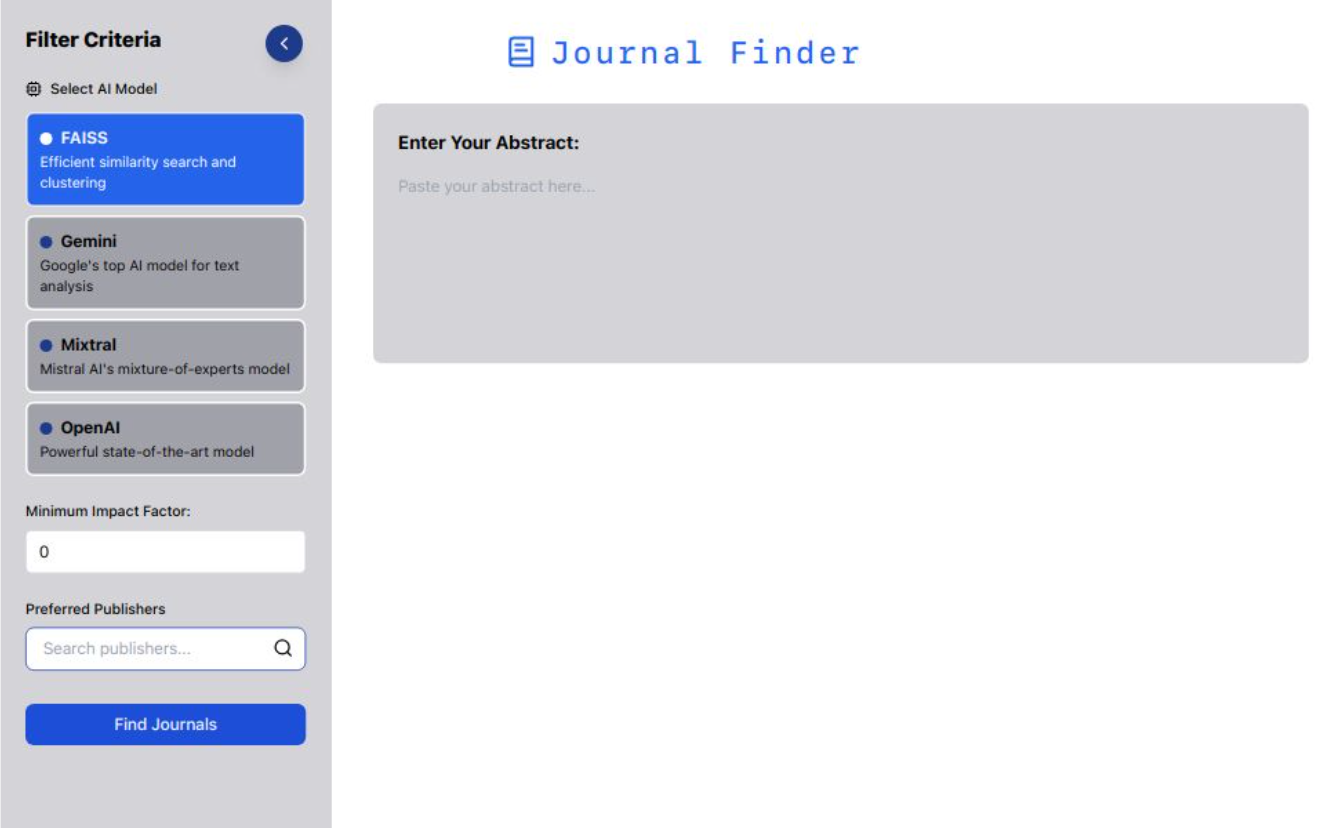 Filter Criteria
Select AI Model
FAISS
Efficient similarity search and
clustering
Gemini
Google's top AI model for text
analysis
Mixtral
Mistral AI's mixture-of-experts model
OpenAI
Powerful state-of-the-art model
Minimum Impact Factor:
0
Preferred Publishers
Search publishers...
Find Journals
Journal Finder
Enter Your Abstract:
Paste your abstract here...